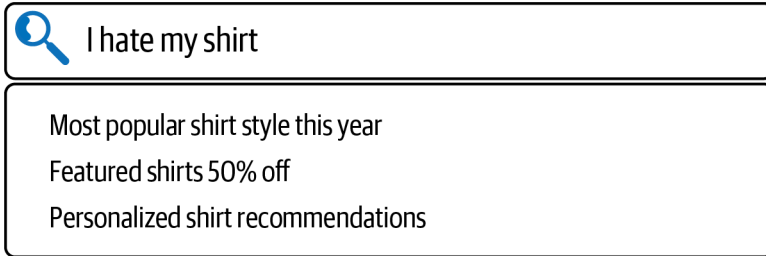 I hate my shirt
Most popular shirt style this year
Featured shirts 50% off
Personalized shirt recommendations